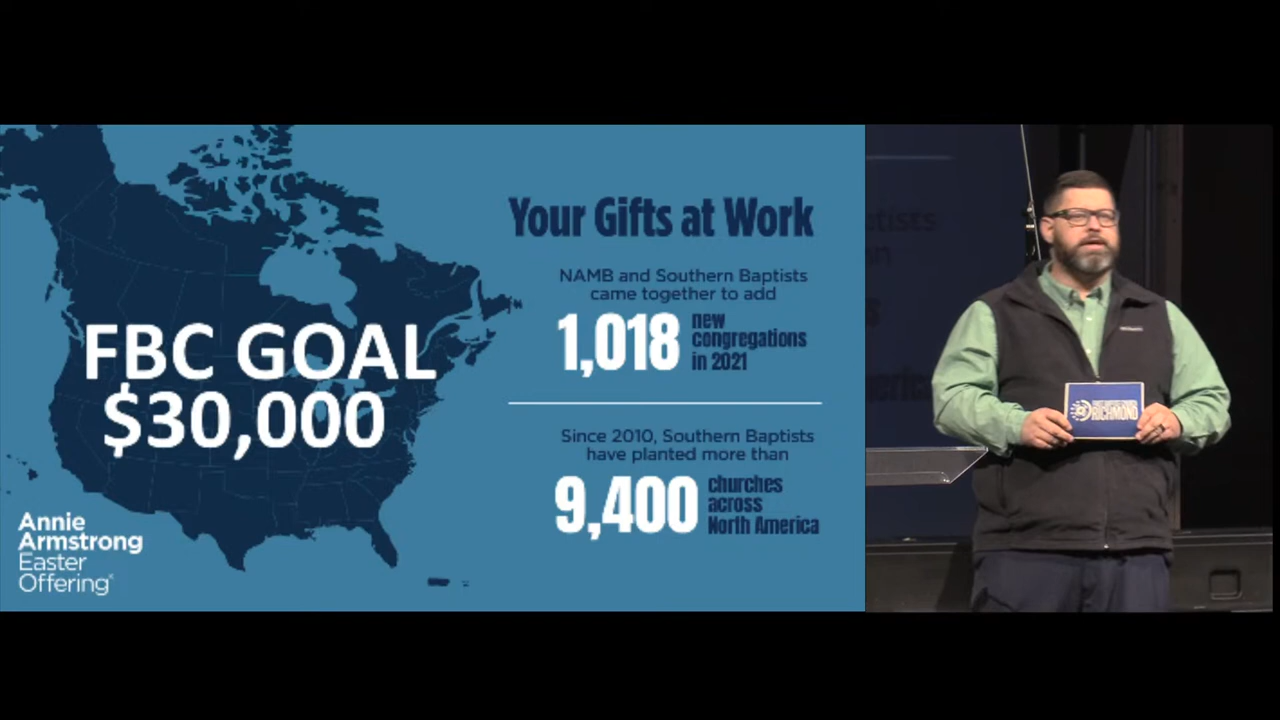 FBC GOAL
$30,000
Annie
Armstrong
Easter
Offering
Your Gifts at Work
NAMB and Southern Baptists
came together to add
1,018
new
congregations
in 2021
Since 2010, Southern Baptists
have planted more than
9,400
churches
across
North America
RICHMOND